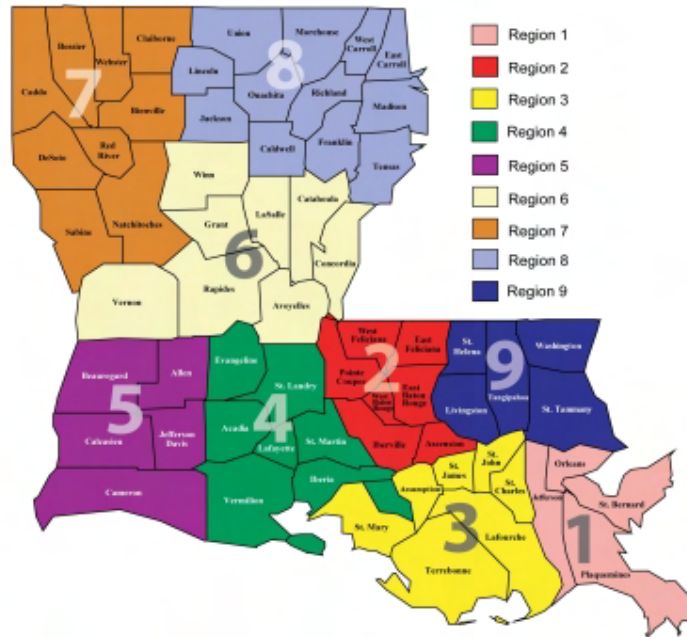 Region 1
Region 2
Region 3
Region 4
Region 5
Region 6
Region 7
Region 8
Region 9
7
Caddo
Bossier
Webster
Claiborne
Bienville
DeSoto
Red
River
Sabine
Natchitoches
8
Union
Morehouse
West
Carroll
East
Carroll
Lincoln
Ouachita
Richland
Madison
Jackson
Caldwell
Franklin
Tensas
6
Winn
Grant
LaSalle
Catahoula
Concordia
Vernon
Rapides
Avoyelles
5
Beauregard
Allen
Calcasieu
Jefferson
Davis
Cameron
4
Evangeline
St. Landry
Acadia
Lafayette
St. Martin
Vermilion
Iberia
2
West
Feliciana
East
Feliciana
Pointe
Coupee
West
Baton
Rouge
East
Baton
Rouge
Iberville
Ascension
9
St.
Helena
Tangipahoa
Washington
Livingston
St. Tammany
3
Assumption
St.
James
St.
John
St.
Charles
St. Mary
Lafourche
Terrebonne
1
Orleans
Jefferson
St. Bernard
Plaquemines